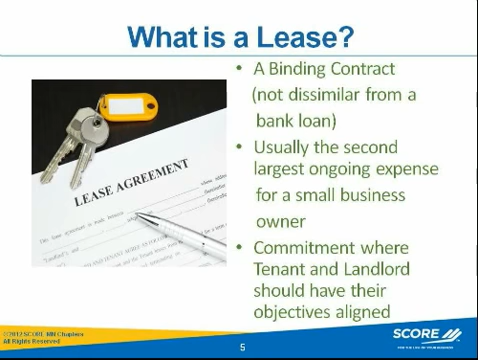 What is a Lease?
• A Binding Contract
(not dissimilar from a
bank loan)
• Usually the second
largest ongoing expense
for a small business
owner
• Commitment where
Tenant and Landlord
should have their
objectives aligned
LEASE AGREEMENT
©2012 SCORE MN Chapters
All Rights Reserved
5
SCORE